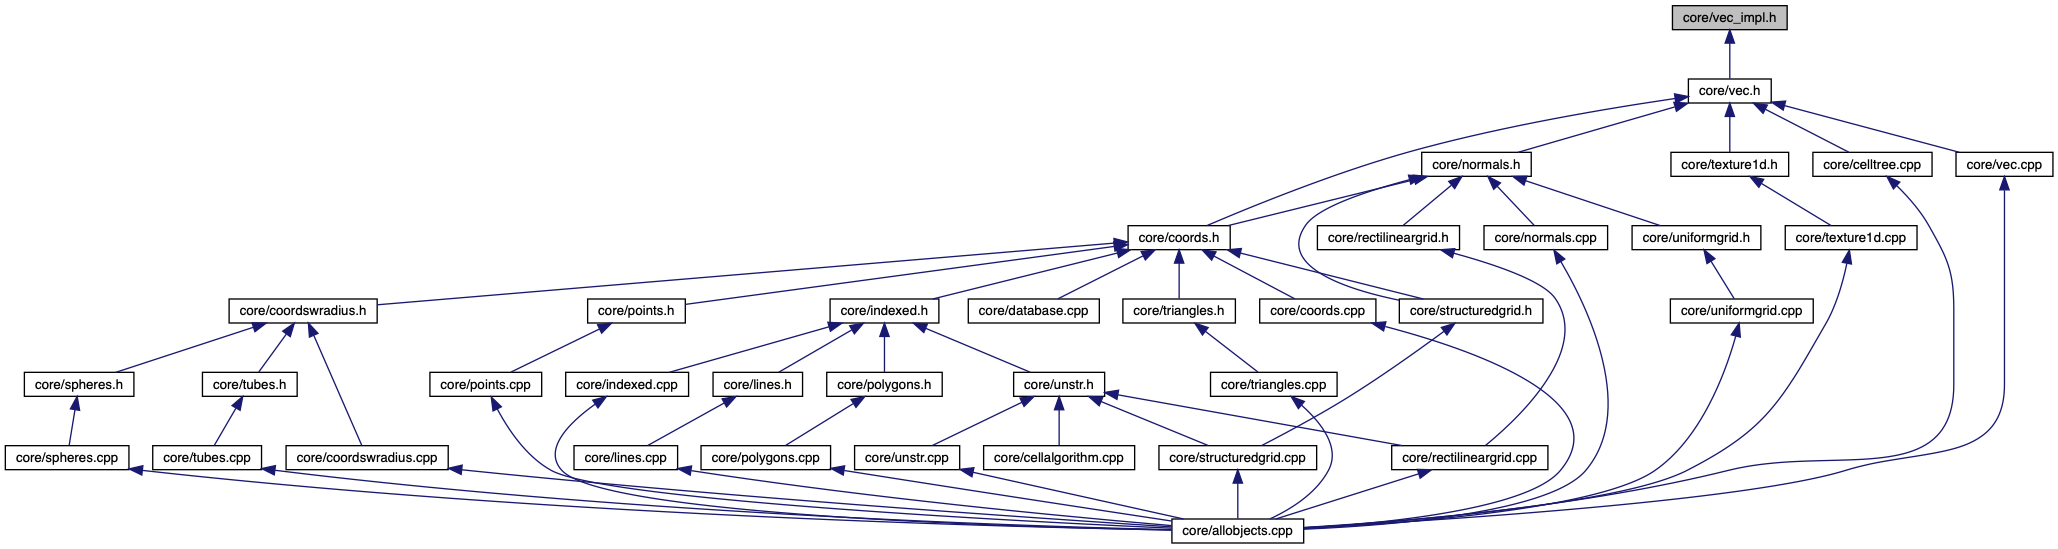 core/vec_impl.h
core/vec.h
core/normals.h
core/texture1d.h
core/celltree.cpp
core/vec.cpp
core/coords.h
core/rectilineargrid.h
core/normals.cpp
core/uniformgrid.h
core/texture1d.cpp
core/coordswradius.h
core/points.h
core/indexed.h
core/database.cpp
core/triangles.h
core/coords.cpp
core/structuredgrid.h
core/uniformgrid.cpp
core/spheres.h
core/tubes.h
core/points.cpp
core/indexed.cpp
core/lines.h
core/polygons.h
core/unstr.h
core/triangles.cpp
core/spheres.cpp
core/tubes.cpp
core/coordswradius.cpp
core/lines.cpp
core/polygons.cpp
core/unstr.cpp
core/cellalgorithm.cpp
core/structuredgrid.cpp
core/rectilineargrid.cpp
core/allobjects.cpp